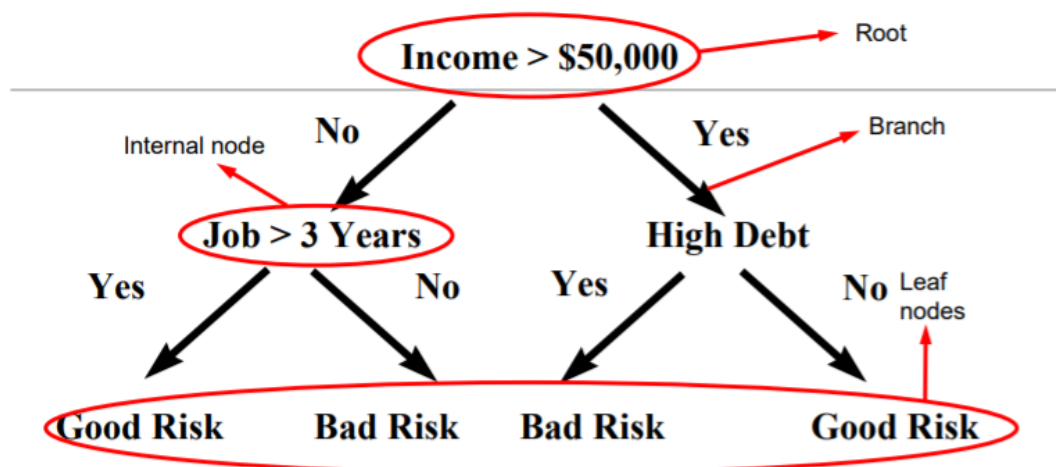 Income > $50,000
Root
No
Yes
Branch
Internal node
Job > 3 Years
High Debt
Yes
No
Yes
No
Leaf
nodes
Good Risk
Bad Risk
Bad Risk
Good Risk